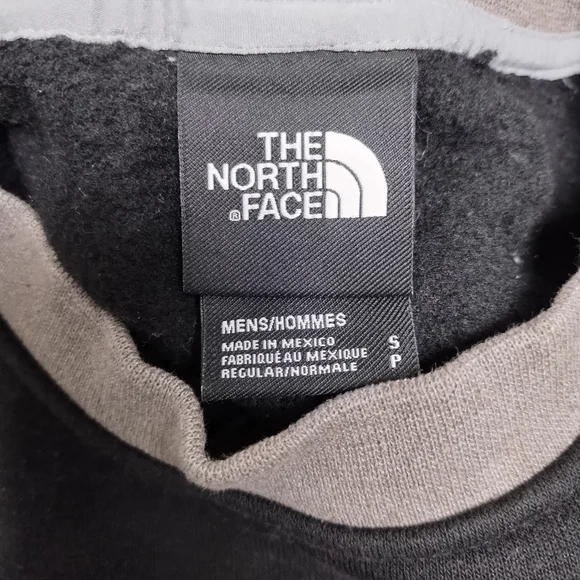 THE
NORTH
® FACE
MENS/HOMMES
MADE IN MEXICO
FABRIQUÉ AU MEXIQUE
REGULAR/NORMALE
S
P